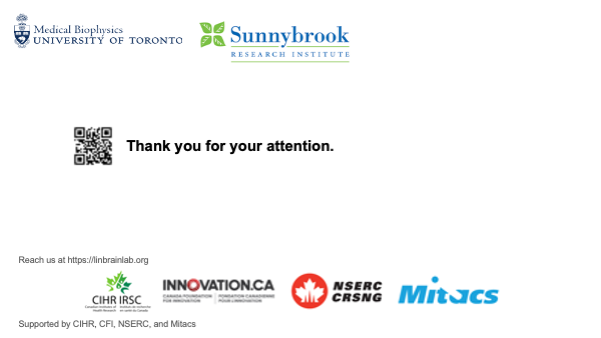 Medical Biophysics
UNIVERSITY OF TORONTO
Sunnybrook
RESEARCH INSTITUTE
Thank you for your attention.
Reach us at https://linbrainlab.org
CIHR IRSC
Canadian Institutes of Health Research
Instituts de recherche en santé du Canada
INNOVATION.CA
CANADA FOUNDATION FOR INNOVATION
FONDATION CANADIENNE POUR L'INNOVATION
NSERC
CRSNG
Mitacs
Supported by CIHR, CFI, NSERC, and Mitacs